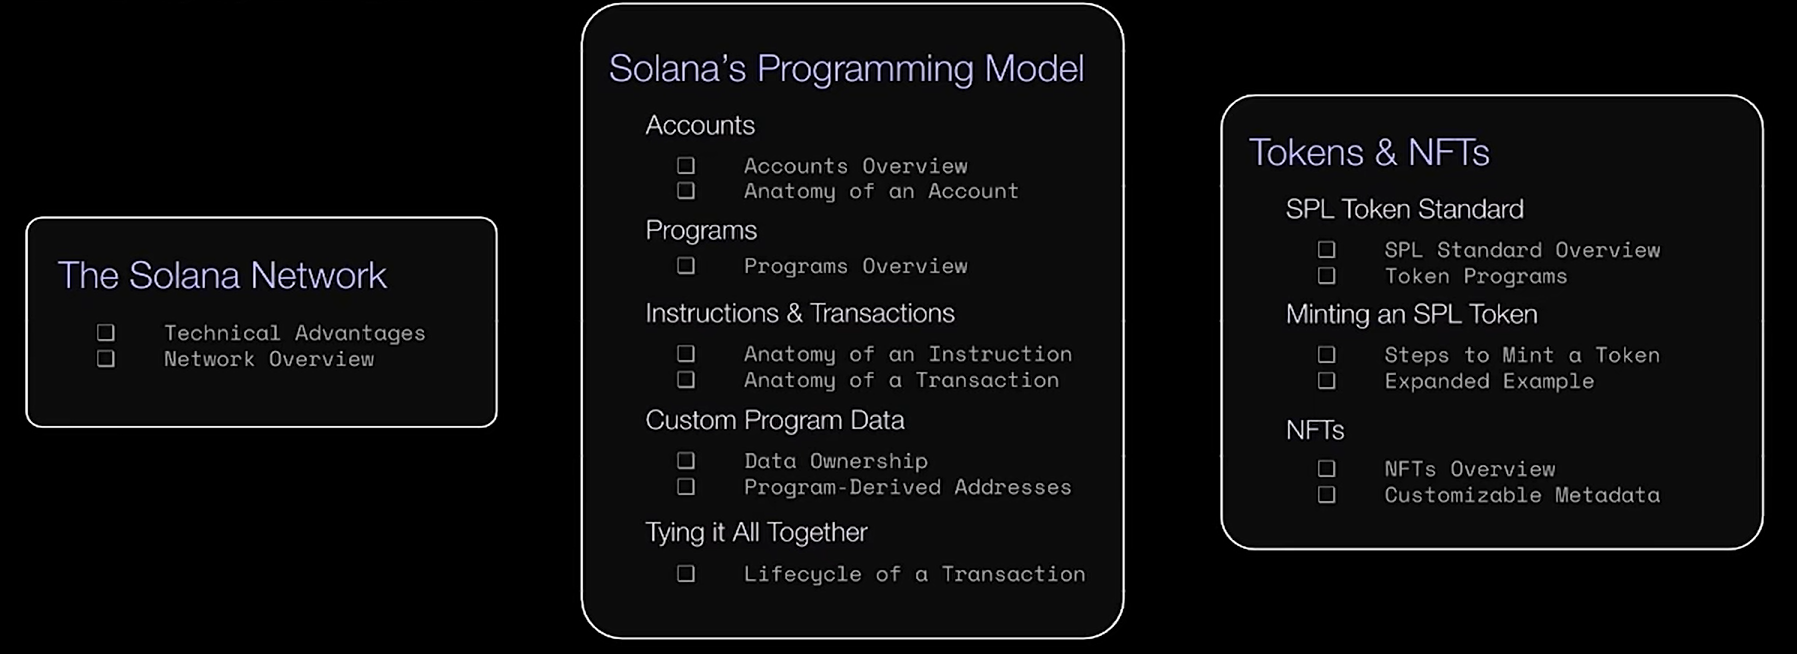 The Solana Network
❏ Technical Advantages
❏ Network Overview
Solana’s Programming Model
Accounts
❏ Accounts Overview
❏ Anatomy of an Account
Programs
❏ Programs Overview
Instructions & Transactions
❏ Anatomy of an Instruction
❏ Anatomy of a Transaction
Custom Program Data
❏ Data Ownership
❏ Program-Derived Addresses
Tying it All Together
❏ Lifecycle of a Transaction
Tokens & NFTs
SPL Token Standard
❏ SPL Standard Overview
❏ Token Programs
Minting an SPL Token
❏ Steps to Mint a Token
❏ Expanded Example
NFTs
❏ NFTs Overview
❏ Customizable Metadata